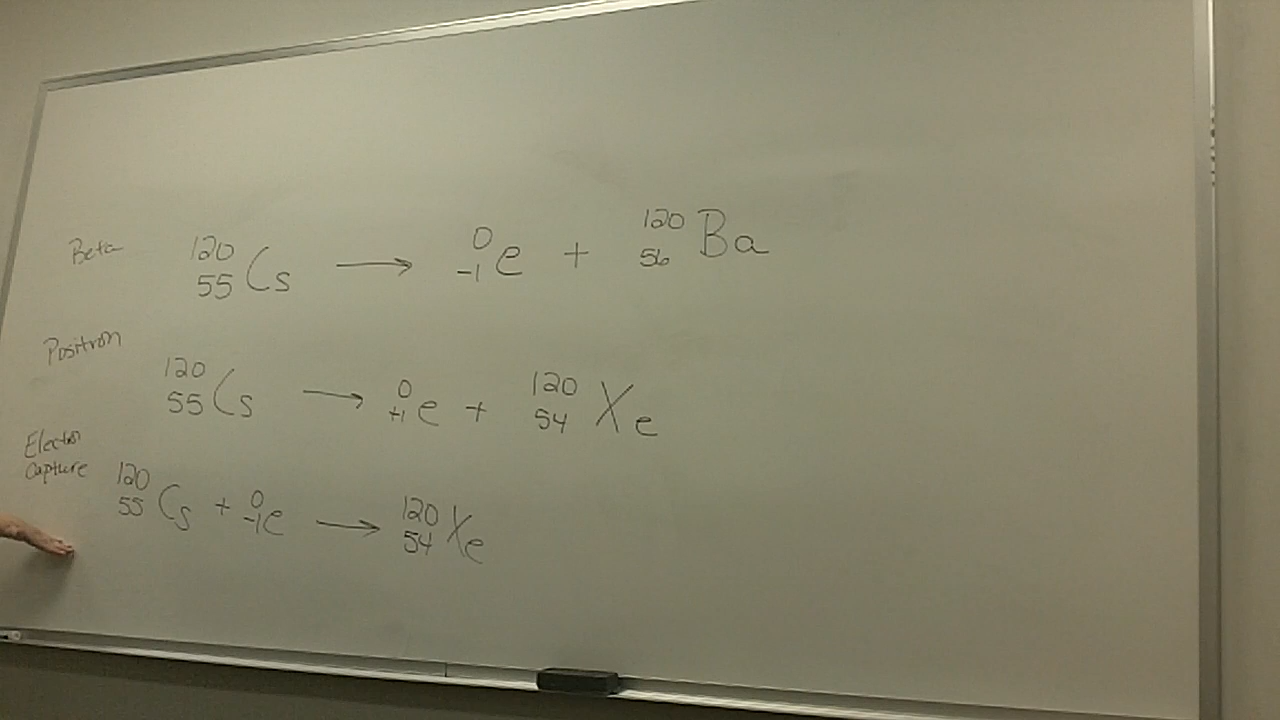 Beta 120 55 Cs → 0 -1 e + 120 56 Ba
Positron
120 55 Cs → 0 +1 e + 120 54 Xe
Electron
Capture 120 55 Cs + 0 -1 e → 120 54 Xe